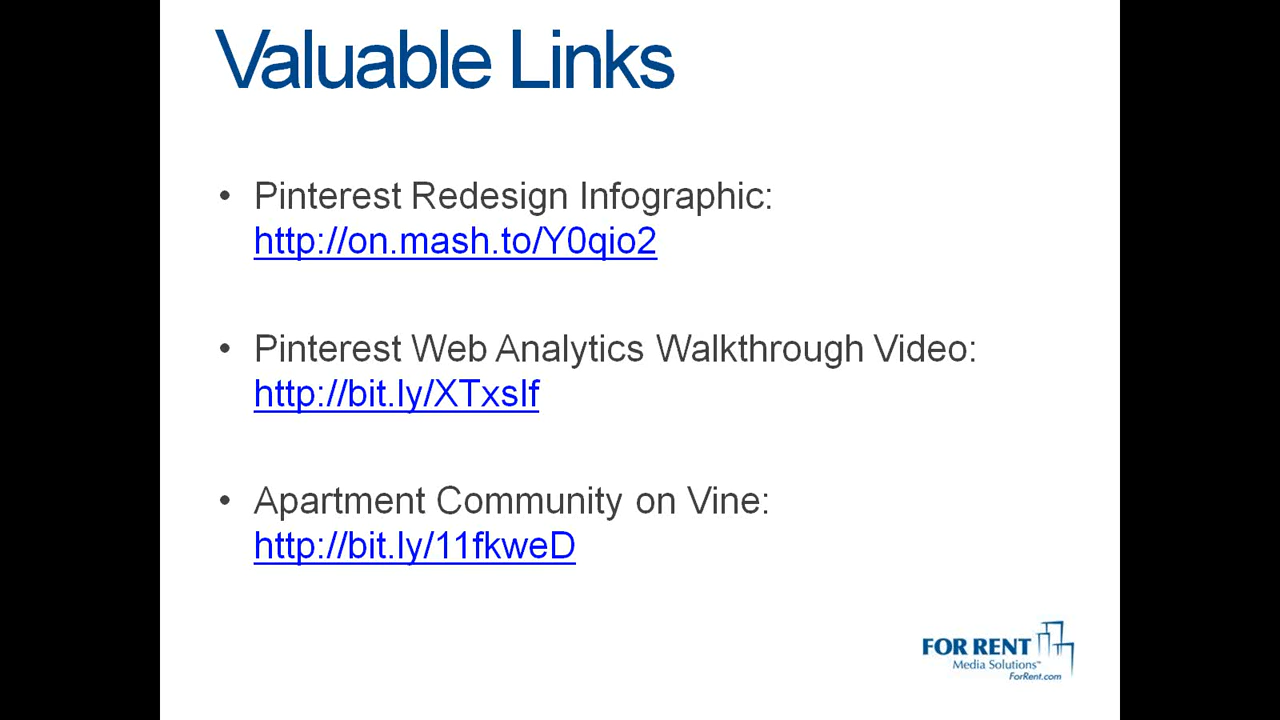 Valuable Links
• Pinterest Redesign Infographic:
http://on.mash.to/Y0qio2
• Pinterest Web Analytics Walkthrough Video:
http://bit.ly/XTxslf
• Apartment Community on Vine:
http://bit.ly/11fkweD
FOR RENT
Media Solutions™
ForRent.com